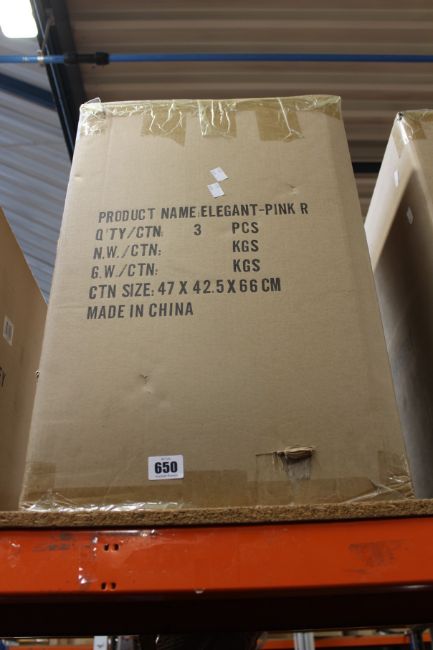 PRODUCT NAME: ELEGANT-PINK R
Q'TY/CTN: 3 PCS
N.W./CTN: KGS
G.W./CTN: KGS
CTN SIZE: 47 X 42.5 X 66 CM
MADE IN CHINA
650